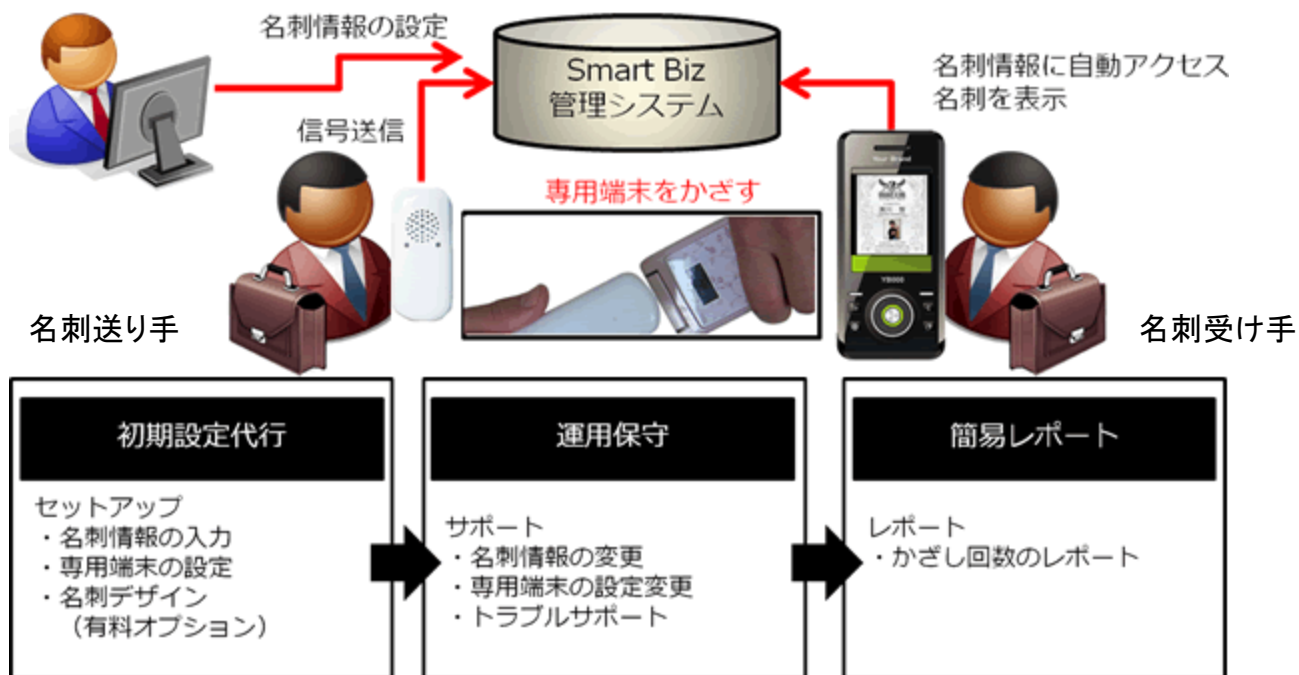 名刺情報の設定
Smart Biz
管理システム
名刺情報に自動アクセス
名刺を表示
信号送信
専用端末をかざす
Your Brand
YB000
名刺送り手
名刺受け手
初期設定代行
セットアップ
・名刺情報の入力
・専用端末の設定
・名刺デザイン
（有料オプション）
運用保守
サポート
・名刺情報の変更
・専用端末の設定変更
・トラブルサポート
簡易レポート
レポート
・かざし回数のレポート